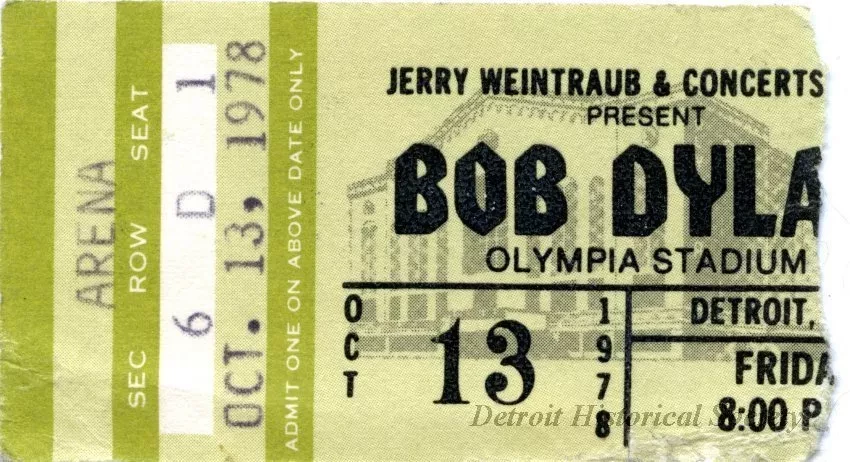 ARENA
SEC ROW SEAT
6 D 1
OCT. 13, 1978
ADMIT ONE ON ABOVE DATE ONLY
JERRY WEINTRAUB & CONCERTS
PRESENT
BOB DYLA
OLYMPIA STADIUM
OCT 13 1978
DETROIT,
FRIDA
8:00 P
Detroit Historical Society